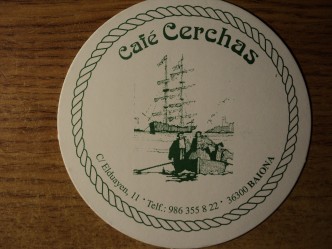 Café Cerchas
C/ Elduayen, 11 · Telf.: 986 355 8 22 · 36300 BAIONA